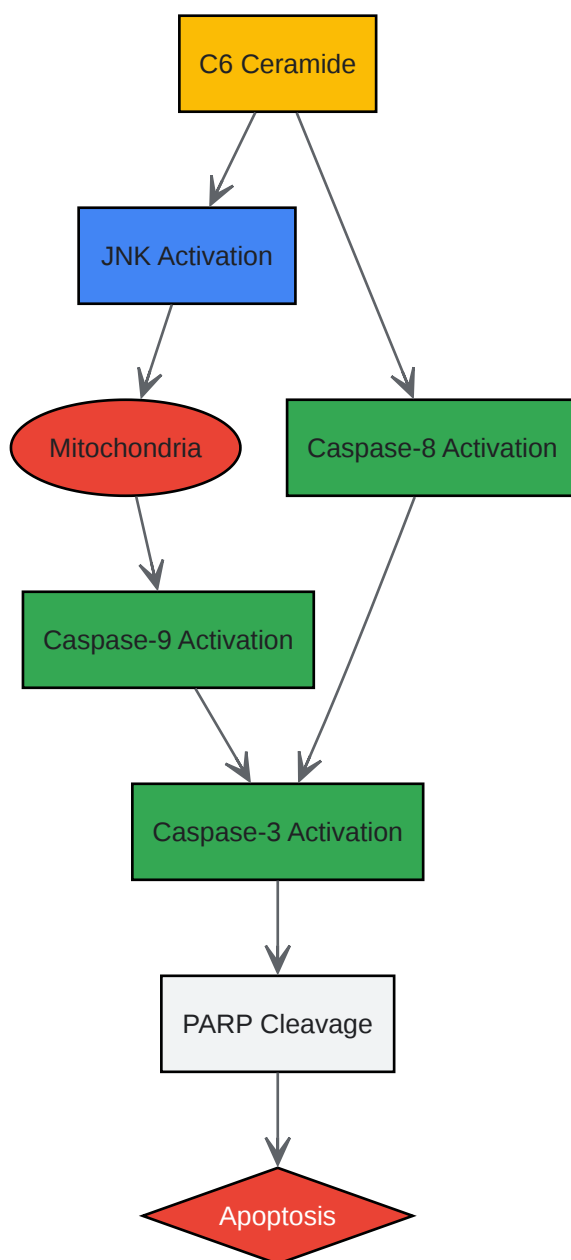 C6 Ceramide
JNK Activation
Mitochondria
Caspase-8 Activation
Caspase-9 Activation
Caspase-3 Activation
PARP Cleavage
Apoptosis